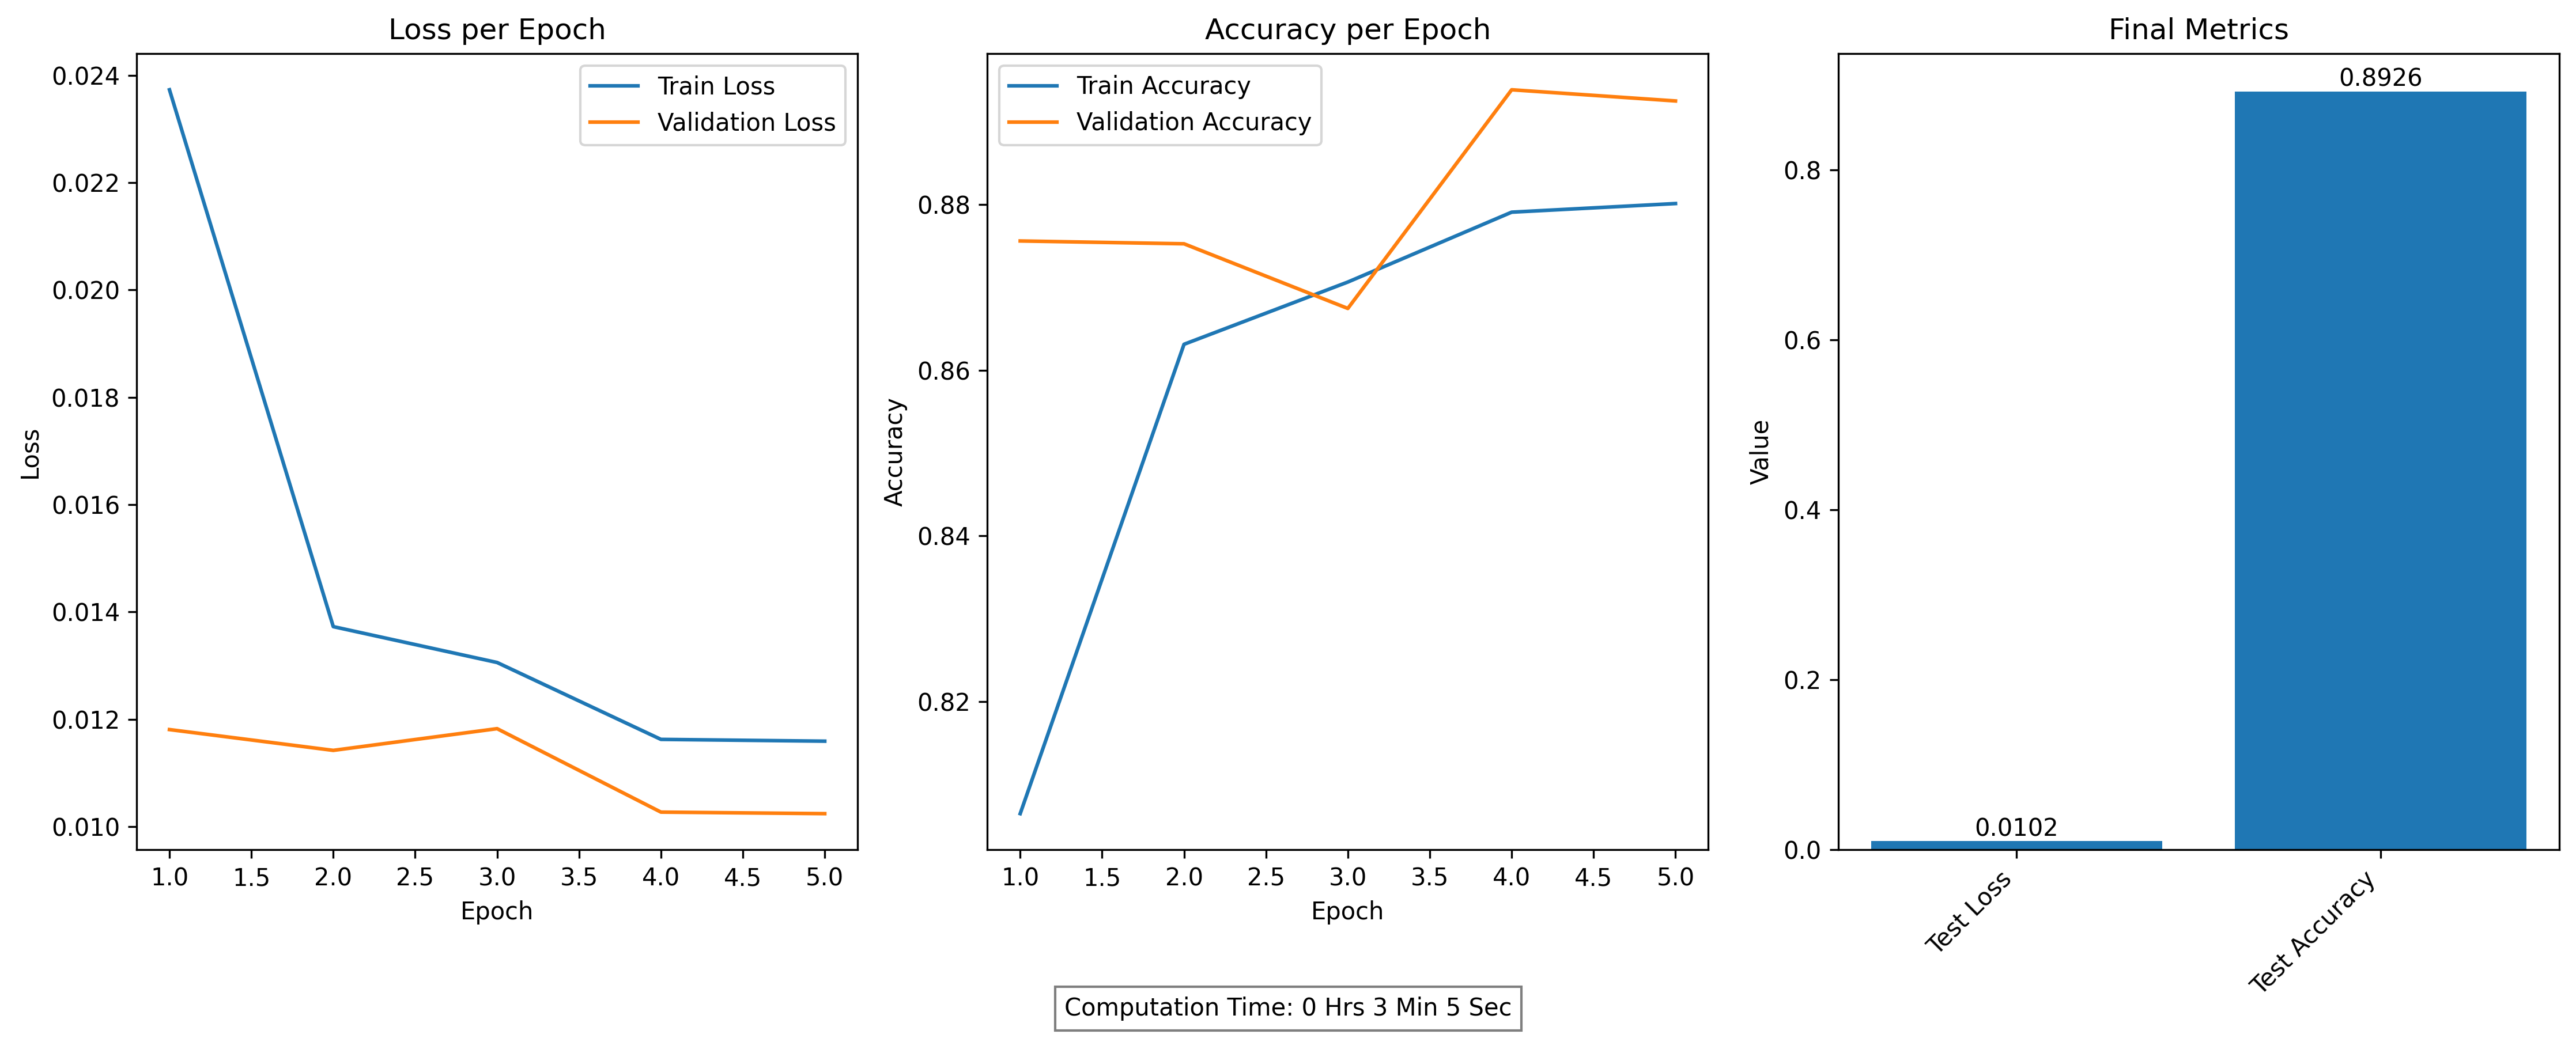 Loss per Epoch
0.024
0.022
0.020
0.018
0.016
0.014
0.012
0.010
Loss
Train Loss
Validation Loss
1.0 1.5 2.0 2.5 3.0 3.5 4.0 4.5 5.0
Epoch
Accuracy per Epoch
0.88
0.86
0.84
0.82
Accuracy
Train Accuracy
Validation Accuracy
1.0 1.5 2.0 2.5 3.0 3.5 4.0 4.5 5.0
Epoch
Final Metrics
0.8
0.6
0.4
0.2
0.0
Value
0.0102
0.8926
Test Loss
Test Accuracy
Computation Time: 0 Hrs 3 Min 5 Sec